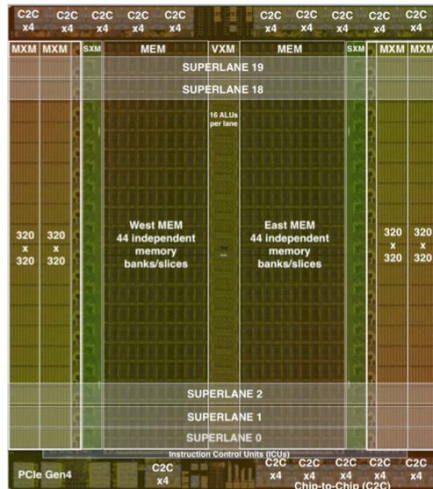 C2C C2C C2C C2C C2C C2C C2C C2C C2C C2C
x4 x4 x4 x4 x4 x4 x4 x4 x4 x4
MXM MXM SXM MEM VXM MEM SXM MXM MXM
SUPERLANE 19
SUPERLANE 18
16 ALUs
per lane
320 320 West MEM East MEM 320 320
x x 44 independent 44 independent x x
320 320 memory memory 320 320
banks/slices banks/slices
SUPERLANE 2
SUPERLANE 1
SUPERLANE 0
Instruction Control Units (ICUs)
PCIe Gen4 C2C C2C C2C C2C C2C C2C
x4 x4 x4 x4 x4 x4
Chip-to-Chip (C2C)